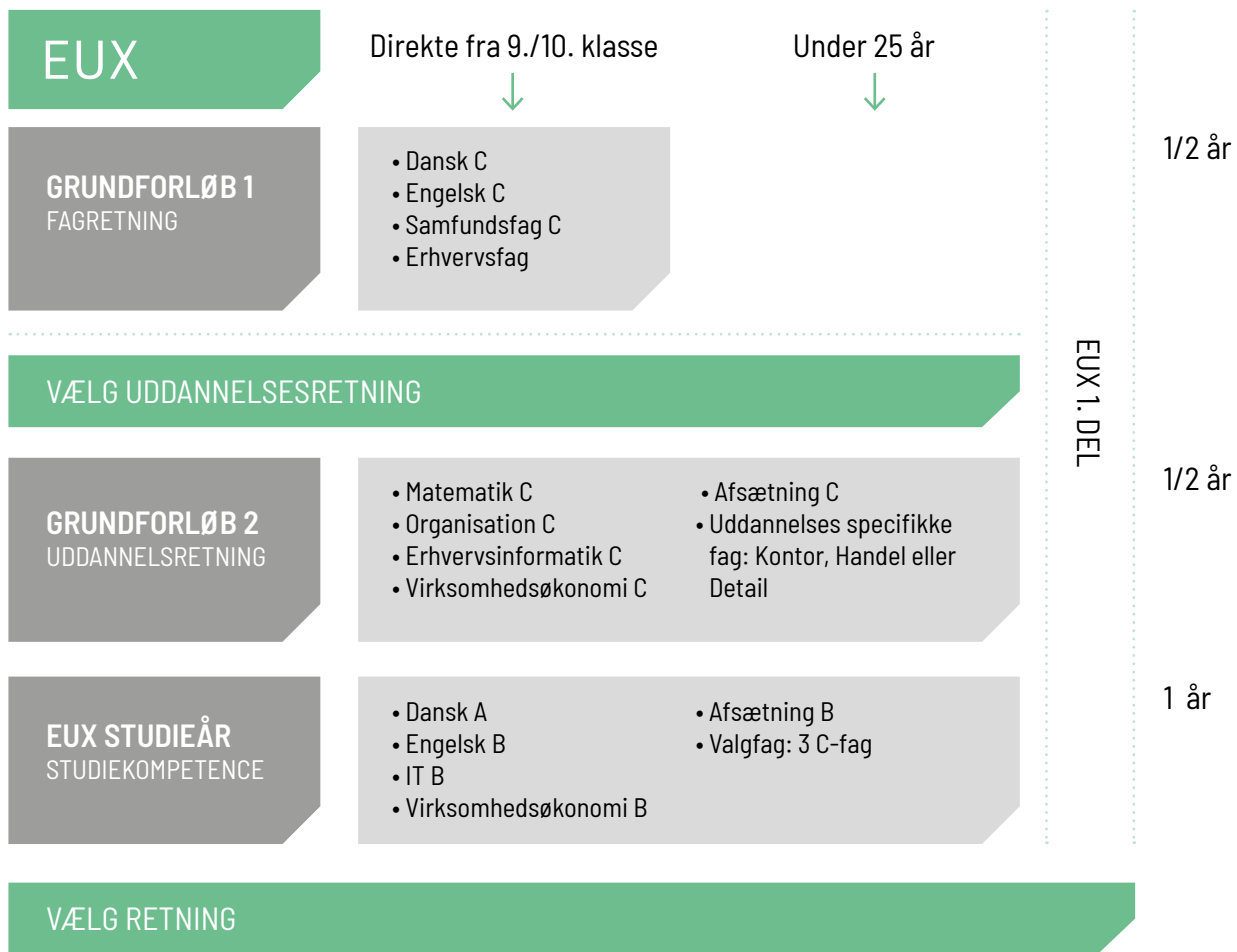 EUX
Direkte fra 9./10. klasse
Under 25 år
GRUNDFORLØB 1
FAGRETNING
• Dansk C
• Engelsk C
• Samfundsfag C
• Erhvervsfag
1/2 år
VÆLG UDDANNELSESRETNING
EUX 1. DEL
GRUNDFORLØB 2
UDDANNELSRETNING
• Matematik C
• Organisation C
• Erhvervsinformatik C
• Virksomhedsøkonomi C
• Afsætning C
• Uddannelses specifikke
fag: Kontor, Handel eller
Detail
1/2 år
EUX STUDIEÅR
STUDIEKOMPETENCE
• Dansk A
• Engelsk B
• IT B
• Virksomhedsøkonomi B
• Afsætning B
• Valgfag: 3 C-fag
1 år
VÆLG RETNING